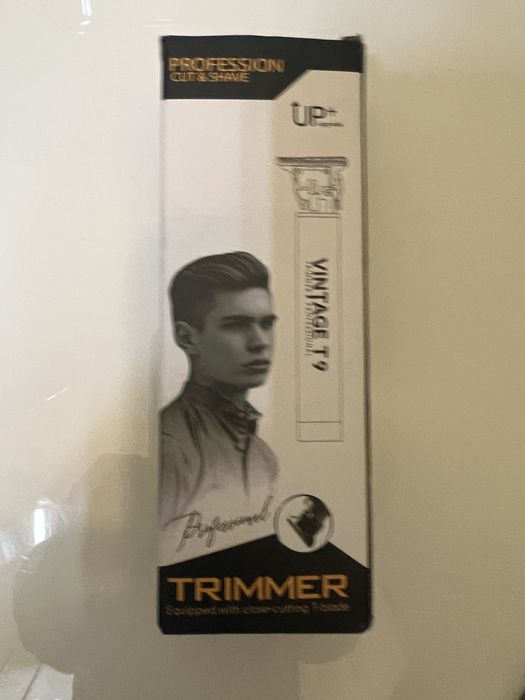 PROFESSION
CUT & SHAVE
UP+
VINTAGE T9
Professional
TRIMMER
Equipped with close-cutting T-blade